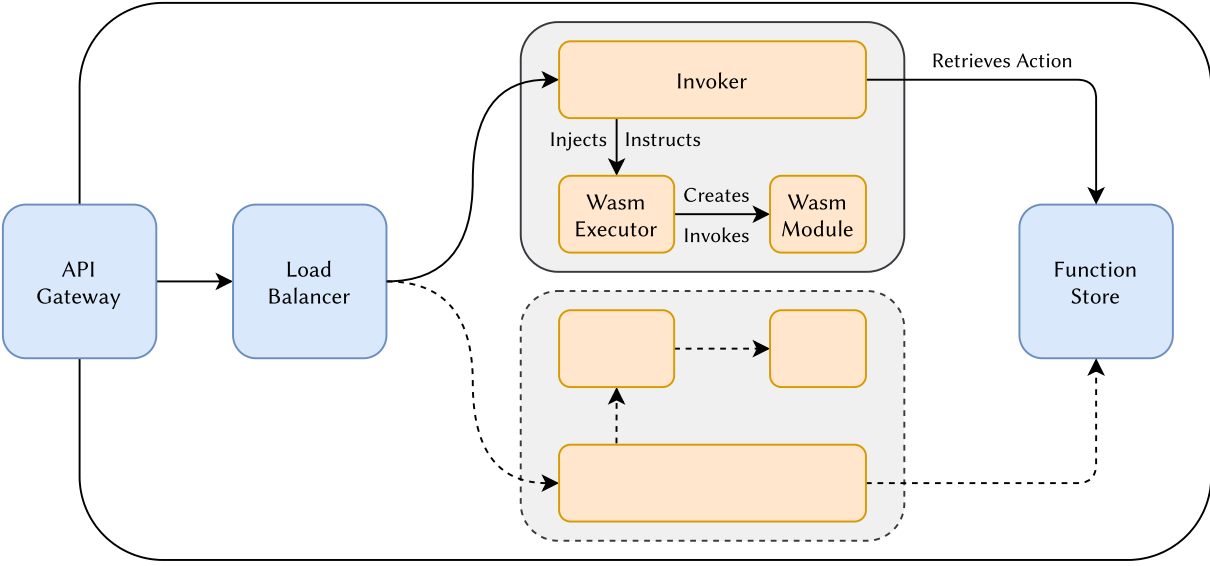 API
Gateway
Load
Balancer
Invoker
Injects
Instructs
Wasm
Executor
Creates
Invokes
Wasm
Module
Retrieves Action
Function
Store